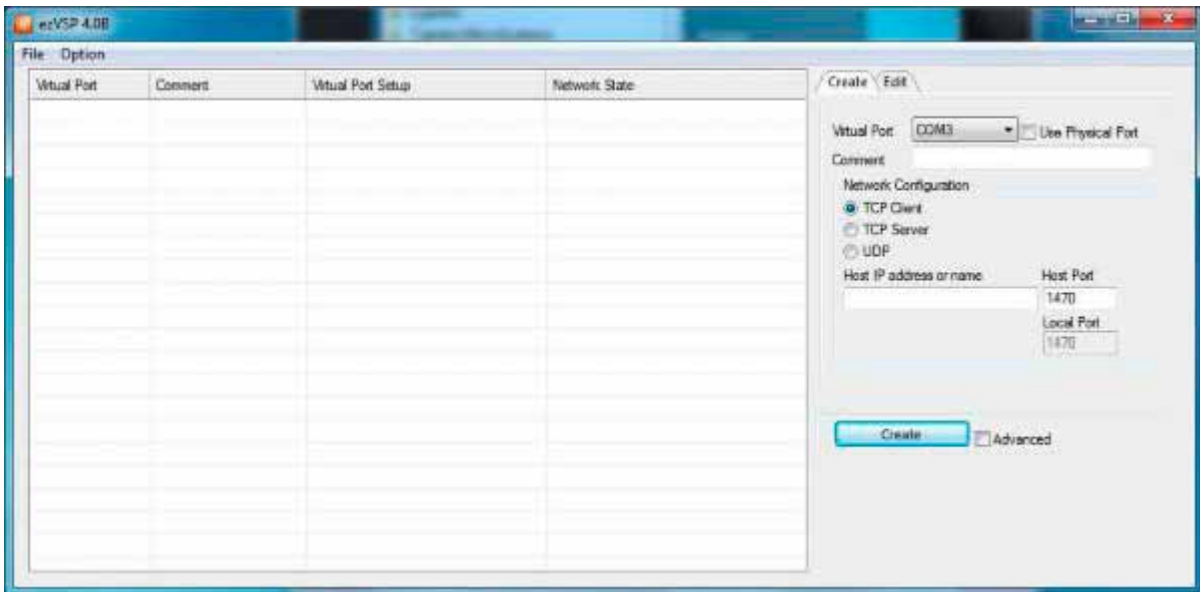 ezVSP 4.0B
File Option
Virtual Port Comment Virtual Port Setup Network State
Create Edit
Virtual Port COM3 Use Physical Port
Comment
Network Configuration
TCP Client
TCP Server
UDP
Host IP address or name Host Port
1470
Local Port
1470
Create Advanced